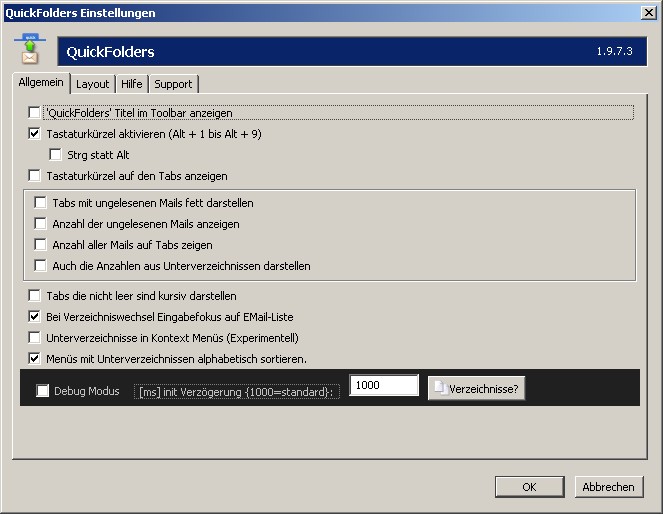 QuickFolders Einstellungen
QuickFolders 1.9.7.3
Allgemein Layout Hilfe Support
'QuickFolders' Titel im Toolbar anzeigen
Tastaturkürzel aktivieren (Alt + 1 bis Alt + 9)
Strg statt Alt
Tastaturkürzel auf den Tabs anzeigen
Tabs mit ungelesenen Mails fett darstellen
Anzahl der ungelesenen Mails anzeigen
Anzahl aller Mails auf Tabs zeigen
Auch die Anzahlen aus Unterverzeichnissen darstellen
Tabs die nicht leer sind kursiv darstellen
Bei Verzeichniswechsel Eingabefokus auf EMail-Liste
Unterverzeichnisse in Kontext Menüs (Experimentell)
Menüs mit Unterverzeichnissen alphabetisch sortieren.
Debug Modus [ms] init Verzögerung {1000=standard}: 1000 Verzeichnisse?
OK Abbrechen